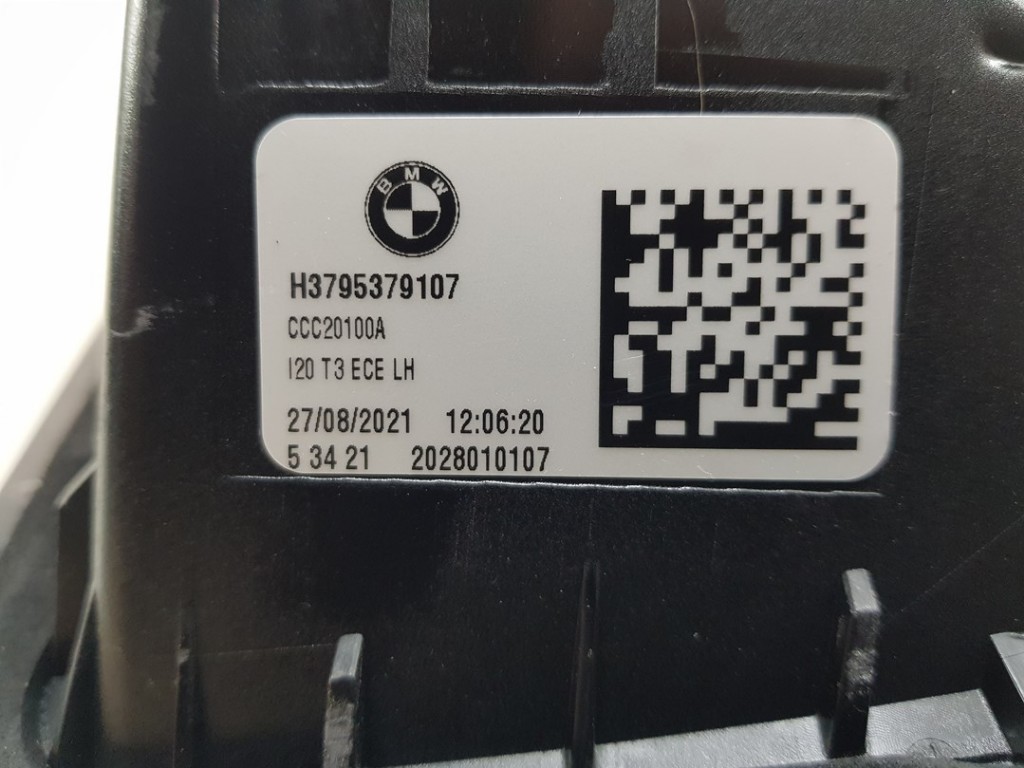 BMW
H3795379107
CCC20100A
I20 T3 ECE LH
27/08/2021 12:06:20
5 34 21 2028010107